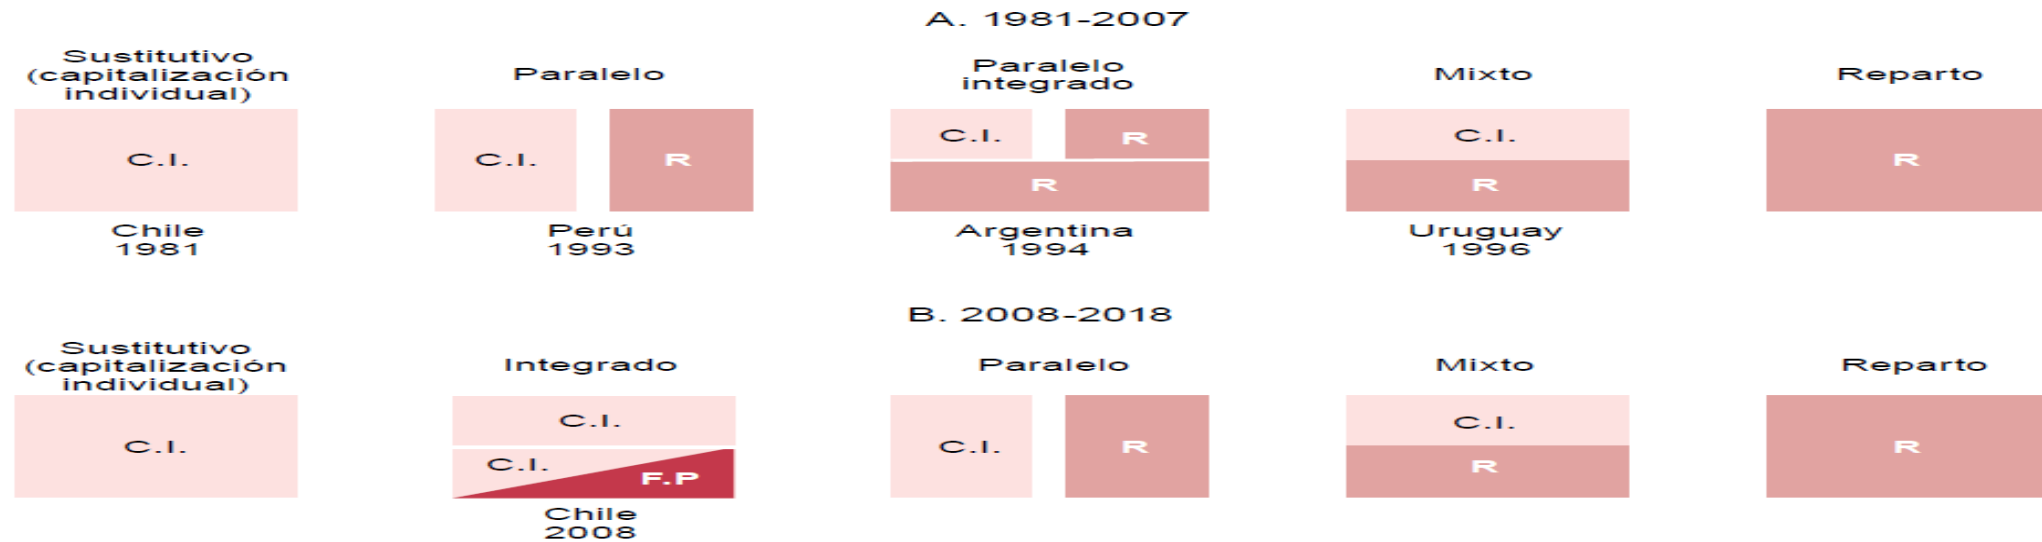 A. 1981-2007
Sustitutivo
(capitalización
individual)
Paralelo
Paralelo
integrado
Mixto
Reparto
C.I.
C.I.
R
C.I.
R
R
C.I.
R
R
Chile
1981
Perú
1993
Argentina
1994
Uruguay
1996
B. 2008-2018
Sustitutivo
(capitalización
individual)
Integrado
Paralelo
Mixto
Reparto
C.I.
C.I.
C.I.
F.P
C.I.
R
C.I.
R
R
Chile
2008